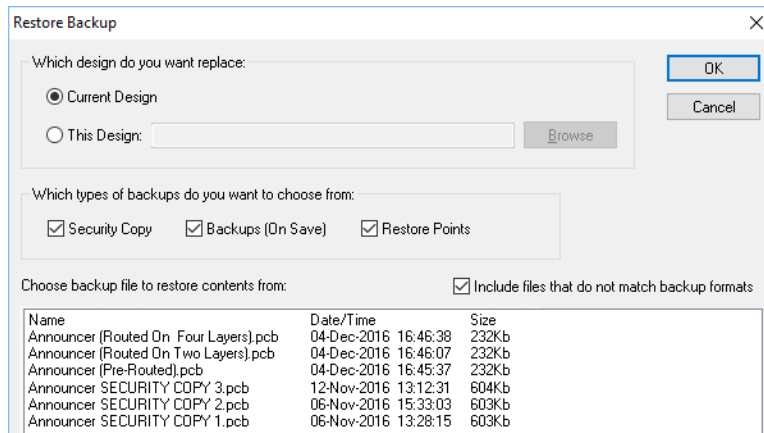 Restore Backup
Which design do you want replace:
OK
Current Design
Cancel
This Design:
Browse
Which types of backups do you want to choose from:
Security Copy Backups (On Save) Restore Points
Choose backup file to restore contents from: Include files that do not match backup formats
Name Date/Time Size
Announcer (Routed On  Four Layers).pcb 04-Dec-2016 16:46:38 232Kb
Announcer (Routed On Two Layers).pcb 04-Dec-2016 16:46:07 232Kb
Announcer (Pre-Routed).pcb 04-Dec-2016 16:45:37 232Kb
Announcer SECURITY COPY 3.pcb 12-Nov-2016 13:12:31 604Kb
Announcer SECURITY COPY 2.pcb 06-Nov-2016 15:33:03 603Kb
Announcer SECURITY COPY 1.pcb 06-Nov-2016 13:28:15 603Kb